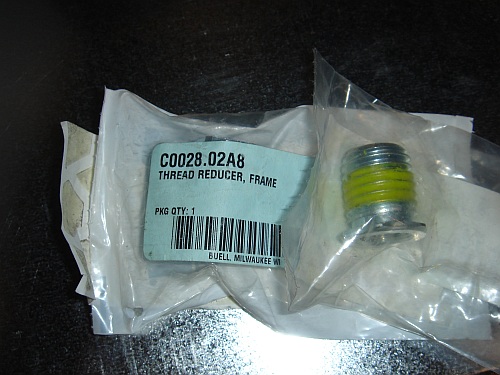 C0028.02A8
THREAD REDUCER, FRAME
PKG QTY: 1
BUELL, MILWAUKEE WI